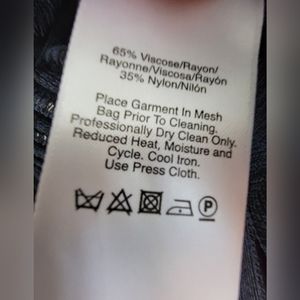 65% Viscose/Rayon/
Rayonne/Viscosa/Rayón
35% Nylon/Nilón
Place Garment In Mesh
Bag Prior To Cleaning.
Professionally Dry Clean Only.
Reduced Heat, Moisture and
Cycle. Cool Iron.
Use Press Cloth.
P